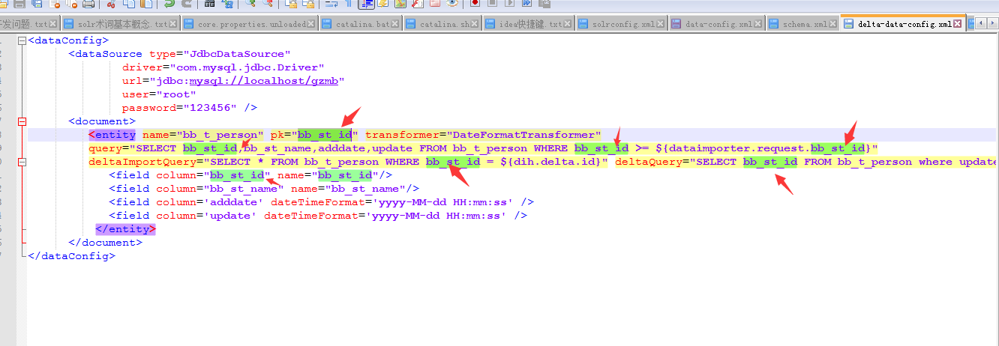 开发问题.txt solr术词基本概念.txt core.properties.unloaded catalina.bat catalina.sh idea快捷键.txt solrconfig.xml data-config.xml schema.xml delta-data-config.xml
<dataConfig>
<dataSource type="JdbcDataSource"
driver="com.mysql.jdbc.Driver"
url="jdbc:mysql://localhost/gzmb"
user="root"
password="123456" />
<document>
<entity name="bb_t_person" pk="bb_st_id" transformer="DateFormatTransformer"
query="SELECT bb_st_id,bb_st_name,adddate,update FROM bb_t_person WHERE bb_st_id >= ${dataimporter.request.bb_st_id}"
deltaImportQuery="SELECT * FROM bb_t_person WHERE bb_st_id = ${dih.delta.id}" deltaQuery="SELECT bb_st_id FROM bb_t_person where update
<field column="bb_st_id" name="bb_st_id"/>
<field column="bb_st_name" name="bb_st_name"/>
<field column='adddate' dateTimeFormat='yyyy-MM-dd HH:mm:ss' />
<field column='update' dateTimeFormat='yyyy-MM-dd HH:mm:ss' />
</entity>
</document>
</dataConfig>